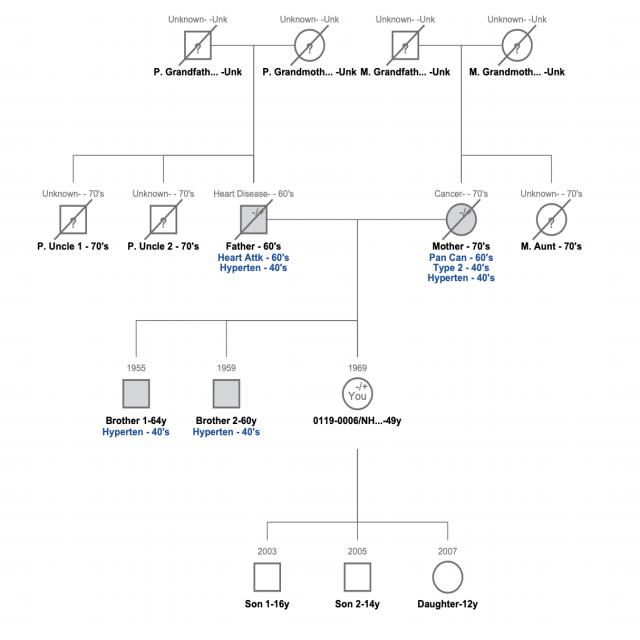 Unknown- -Unk Unknown- -Unk Unknown- -Unk Unknown- -Unk
? ? ? ?
P. Grandfath... -Unk P. Grandmoth... -Unk M. Grandfath... -Unk M. Grandmoth... -Unk
Unknown- - 70's Unknown- - 70's Heart Disease- - 60's Cancer- - 70's Unknown- - 70's
? ? -/+ -/+ ?
P. Uncle 1 - 70's P. Uncle 2 - 70's Father - 60's Mother - 70's M. Aunt - 70's
Heart Attk - 60's Pan Can - 60's
Hyperten - 40's Type 2 - 40's
Hyperten - 40's
1955 1959 1969
-/+
You
Brother 1-64y Brother 2-60y 0119-0006/NH...-49y
Hyperten - 40's Hyperten - 40's
2003 2005 2007
Son 1-16y Son 2-14y Daughter-12y